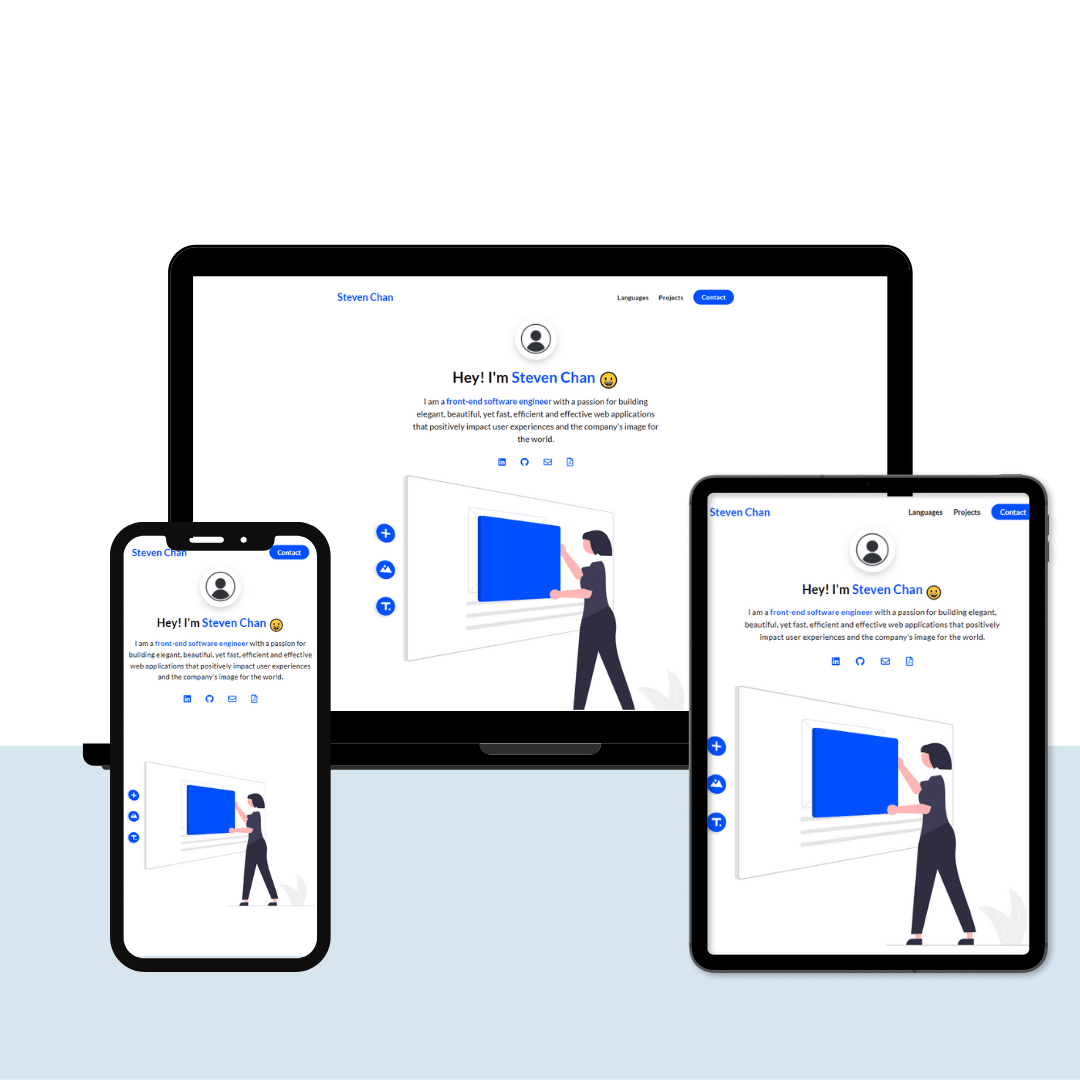 Steven Chan
Languages Projects Contact
Hey! I'm Steven Chan
I am a front-end software engineer with a passion for building
elegant, beautiful, yet fast, efficient and effective web applications
that positively impact user experiences and the company's image for
the world.
T.
Steven Chan
Contact
Hey! I'm Steven Chan
I am a front-end software engineer with a passion for
building elegant, beautiful, yet fast, efficient and effective
web applications that positively impact user experiences
and the company's image for the world.
T.
Steven Chan
Languages Projects Contact
Hey! I'm Steven Chan
I am a front-end software engineer with a passion for building elegant,
beautiful, yet fast, efficient and effective web applications that positively
impact user experiences and the company's image for the world.
T.